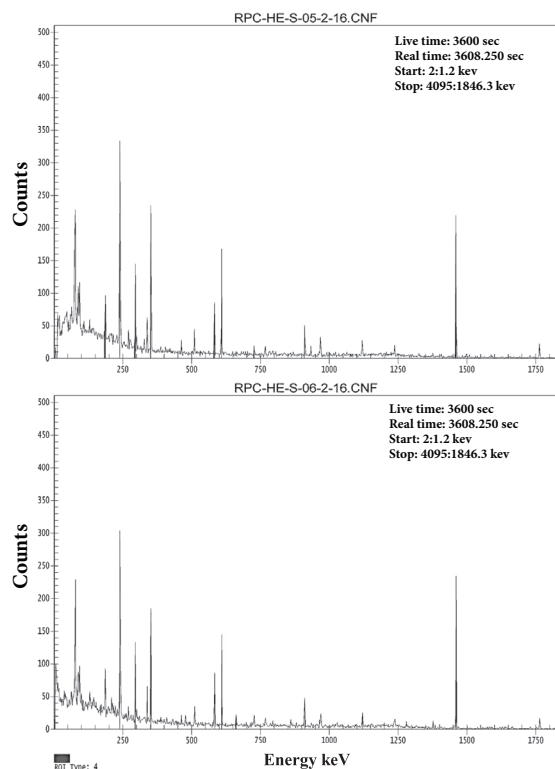 RPC-HE-S-05-2-16.CNF
Live time: 3600 sec
Real time: 3608.250 sec
Start: 2:1.2 kev
Stop: 4095:1846.3 kev
Counts
500
450
400
350
300
250
200
150
100
50
0
250 500 750 1000 1250 1500 1750
RPC-HE-S-06-2-16.CNF
Live time: 3600 sec
Real time: 3608.250 sec
Start: 2:1.2 kev
Stop: 4095:1846.3 kev
Counts
500
450
400
350
300
250
200
150
100
50
0
250 500 750 1000 1250 1500 1750
Energy keV
ROI Type: 4